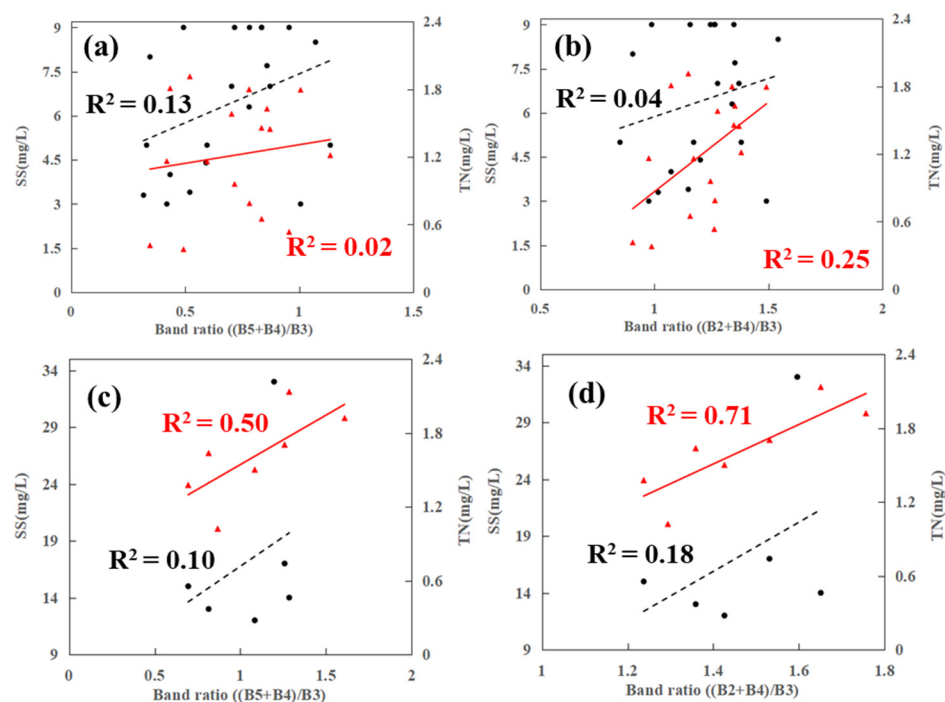 (a)
9
7.5
6
4.5
3
1.5
0
SS(mg/L)
R² = 0.13
R² = 0.02
2.4
1.8
1.2
0.6
0
TN(mg/L)
0
0.5
1
1.5
Band ratio ((B5+B4)/B3)
(b)
9
7.5
6
4.5
3
1.5
0
SS(mg/L)
R² = 0.04
R² = 0.25
2.4
1.8
1.2
0.6
0
TN(mg/L)
0.5
1
1.5
2
Band ratio ((B2+B4)/B3)
(c)
34
29
24
19
14
9
SS(mg/L)
R² = 0.50
R² = 0.10
2.4
1.8
1.2
0.6
0
TN(mg/L)
0
0.5
1
1.5
2
Band ratio ((B5+B4)/B3)
(d)
34
29
24
19
14
9
SS(mg/L)
R² = 0.71
R² = 0.18
2.4
1.8
1.2
0.6
0
TN(mg/L)
1
1.2
1.4
1.6
1.8
Band ratio ((B2+B4)/B3)